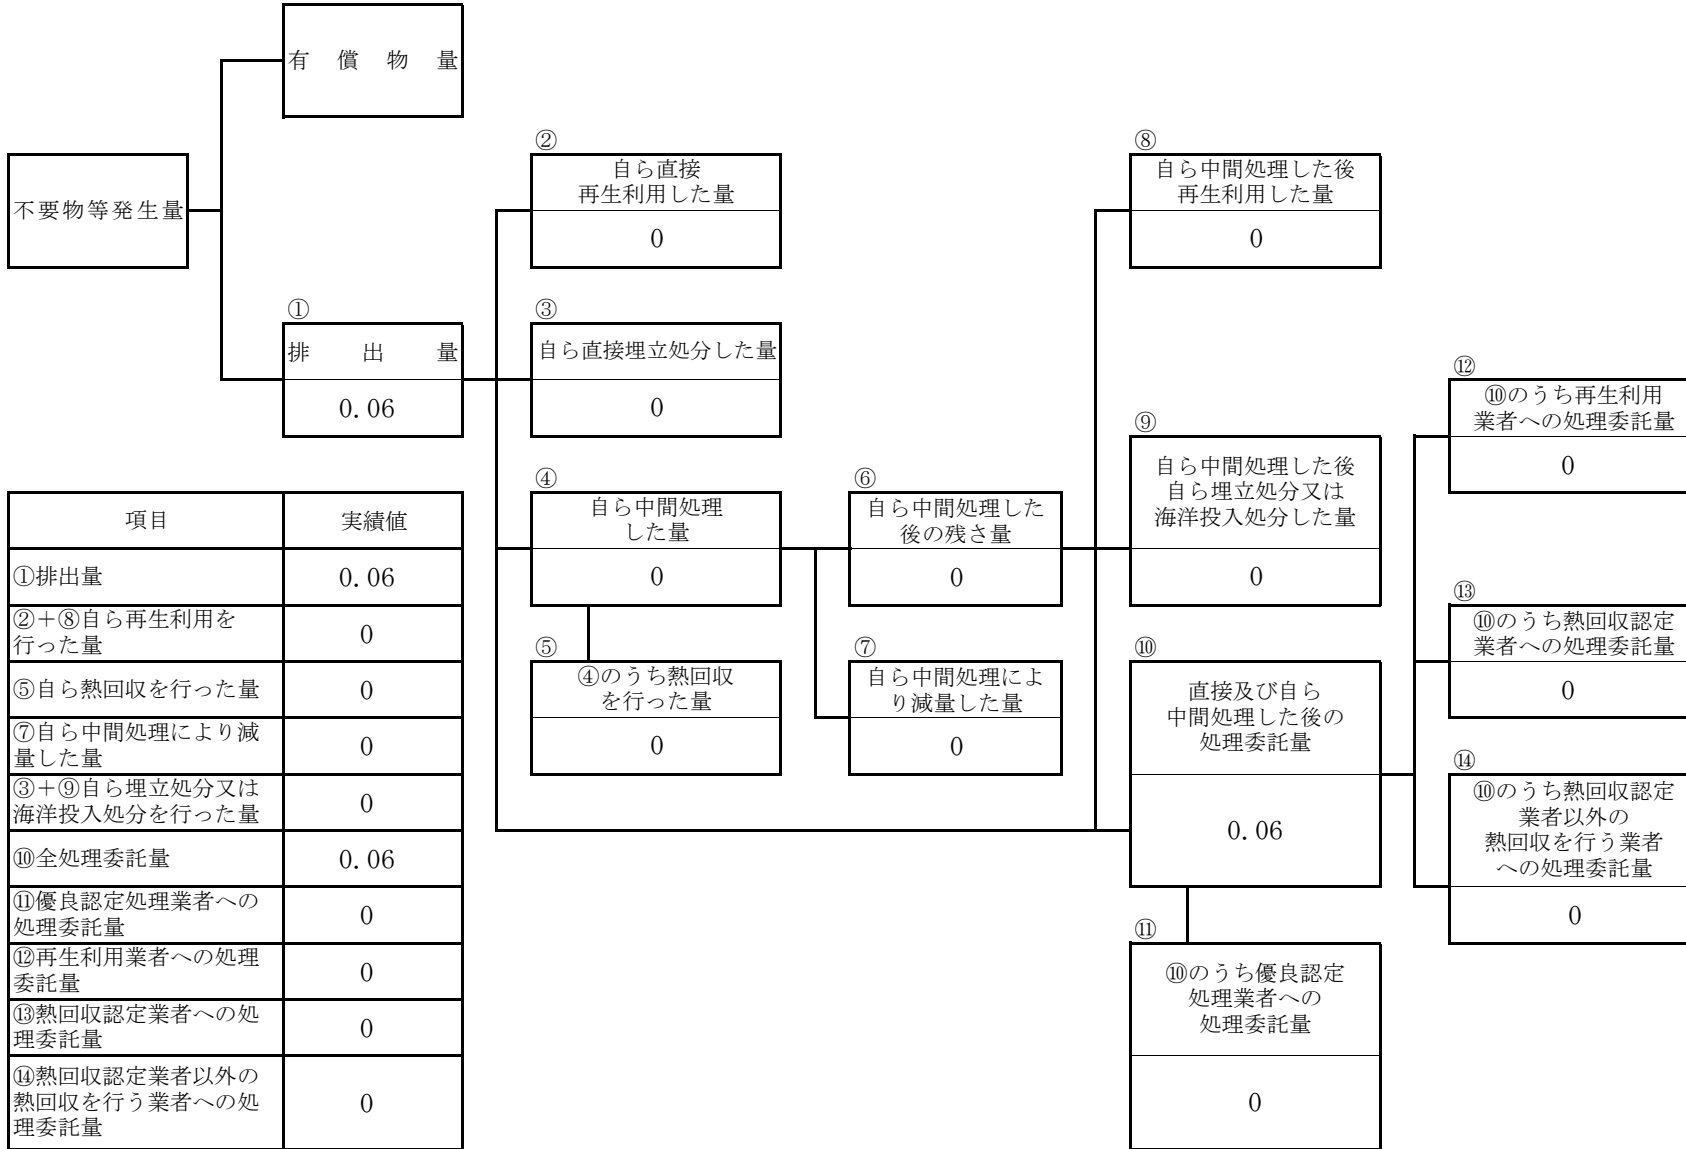 有償物量
不要物等発生量
②
自ら直接
再生利用した量
0
⑧
自ら中間処理した後
再生利用した量
0
①
排出量
0.06
③
自ら直接埋立処分した量
0
④
自ら中間処理
した量
0
⑥
自ら中間処理した
後の残さ量
0
⑨
自ら中間処理した後
自ら埋立処分又は
海洋投入処分した量
0
⑫
⑩のうち再生利用
業者への処理委託量
0
⑤
④のうち熱回収
を行った量
0
⑦
自ら中間処理によ
り減量した量
0
⑩
直接及び自ら
中間処理した後の
処理委託量
0.06
⑬
⑩のうち熱回収認定
業者への処理委託量
0
⑭
⑩のうち熱回収認定
業者以外の
熱回収を行う業者
への処理委託量
0
⑪
⑩のうち優良認定
処理業者への
処理委託量
0
項目 実績値
①排出量 0.06
②＋⑧自ら再生利用を
行った量 0
⑤自ら熱回収を行った量 0
⑦自ら中間処理により減
量した量 0
③＋⑨自ら埋立処分又は
海洋投入処分を行った量 0
⑩全処理委託量 0.06
⑪優良認定処理業者への
処理委託量 0
⑫再生利用業者への処理
委託量 0
⑬熱回収認定業者への処
理委託量 0
⑭熱回収認定業者以外の
熱回収を行う業者への処
理委託量 0